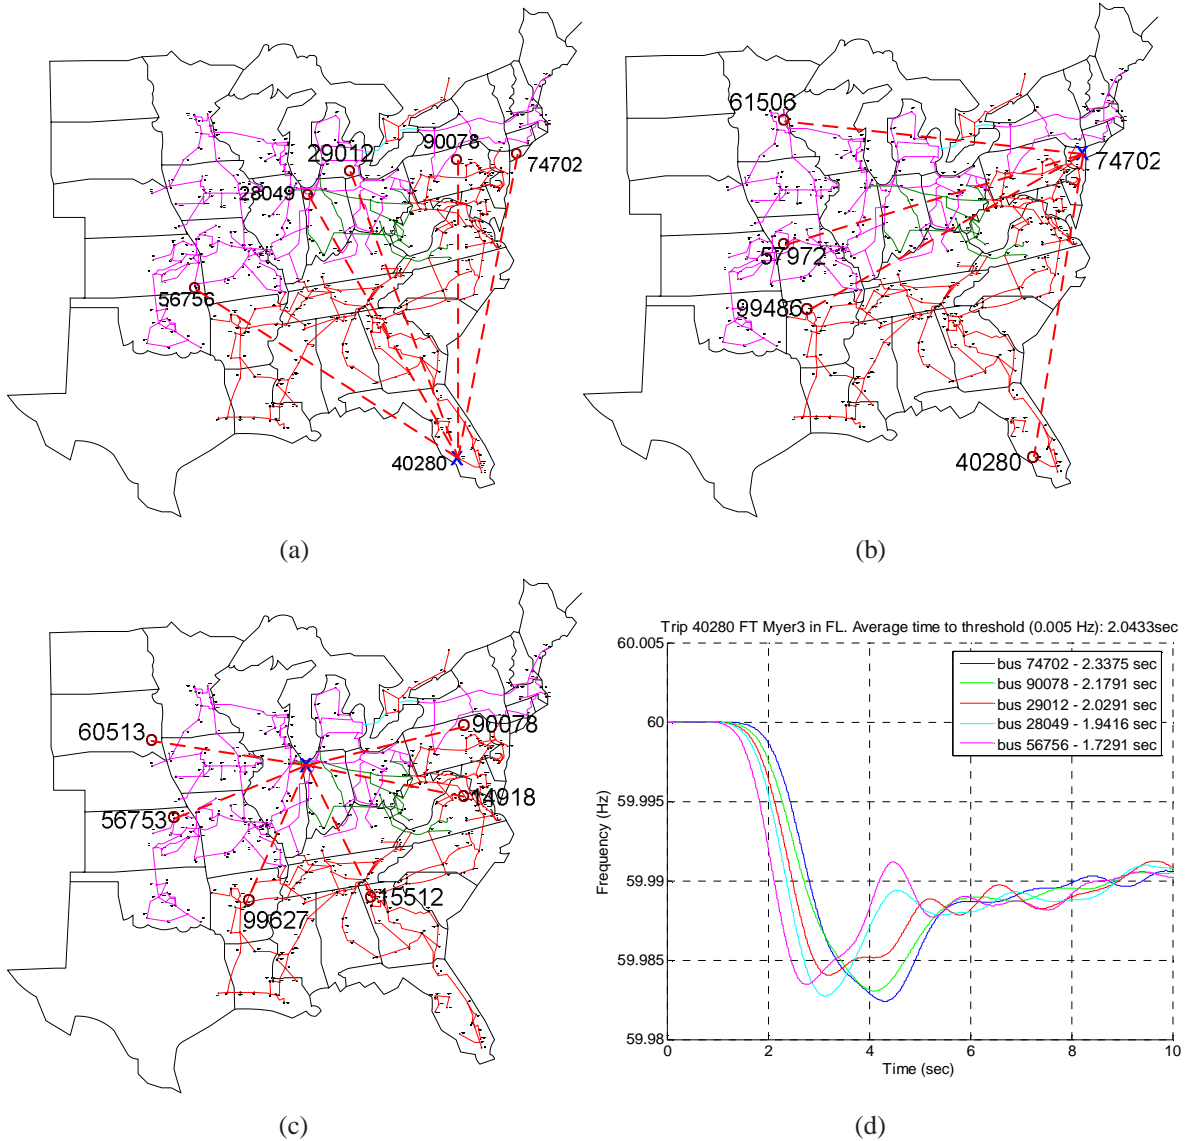 61506
90078
29012
74702
74702
28049
57972
56756
99486
40280
40280
(a)
(b)
60513
90078
56753
14918
99627
15512
(c)
Trip 40280 FT Myer3 in FL. Average time to threshold (0.005 Hz): 2.0433sec
60.005
60
59.995
59.99
59.985
59.98
Frequency (Hz)
bus 74702 - 2.3375 sec
bus 90078 - 2.1791 sec
bus 29012 - 2.0291 sec
bus 28049 - 1.9416 sec
bus 56756 - 1.7291 sec
0 2 4 6 8 10
Time (sec)
(d)